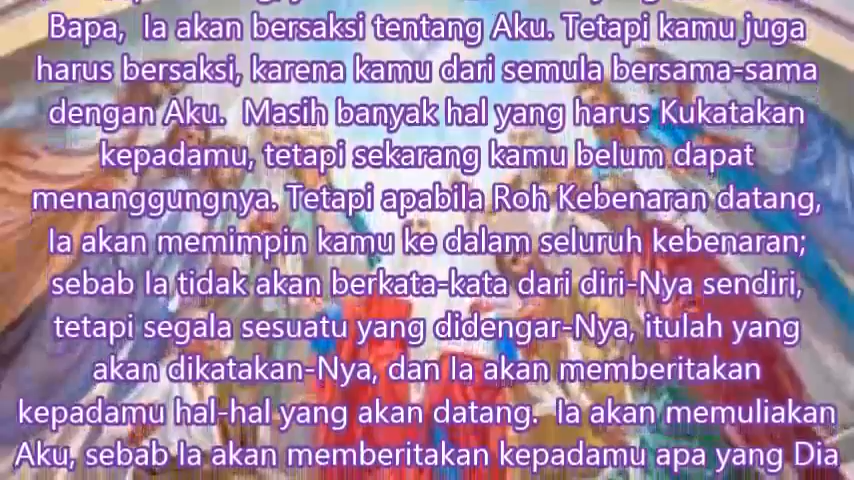 Bapa, Ia akan bersaksi tentang Aku. Tetapi kamu juga
harus bersaksi, karena kamu dari semula bersama-sama
dengan Aku. Masih banyak hal yang harus Kukatakan
kepadamu, tetapi sekarang kamu belum dapat
menanggungnya. Tetapi apabila Roh Kebenaran datang,
Ia akan memimpin kamu ke dalam seluruh kebenaran;
sebab Ia tidak akan berkata-kata dari diri-Nya sendiri,
tetapi segala sesuatu yang didengar-Nya, itulah yang
akan dikatakan-Nya, dan Ia akan memberitakan
kepadamu hal-hal yang akan datang. Ia akan memuliakan
Aku, sebab Ia akan memberitakan kepadamu apa yang Dia